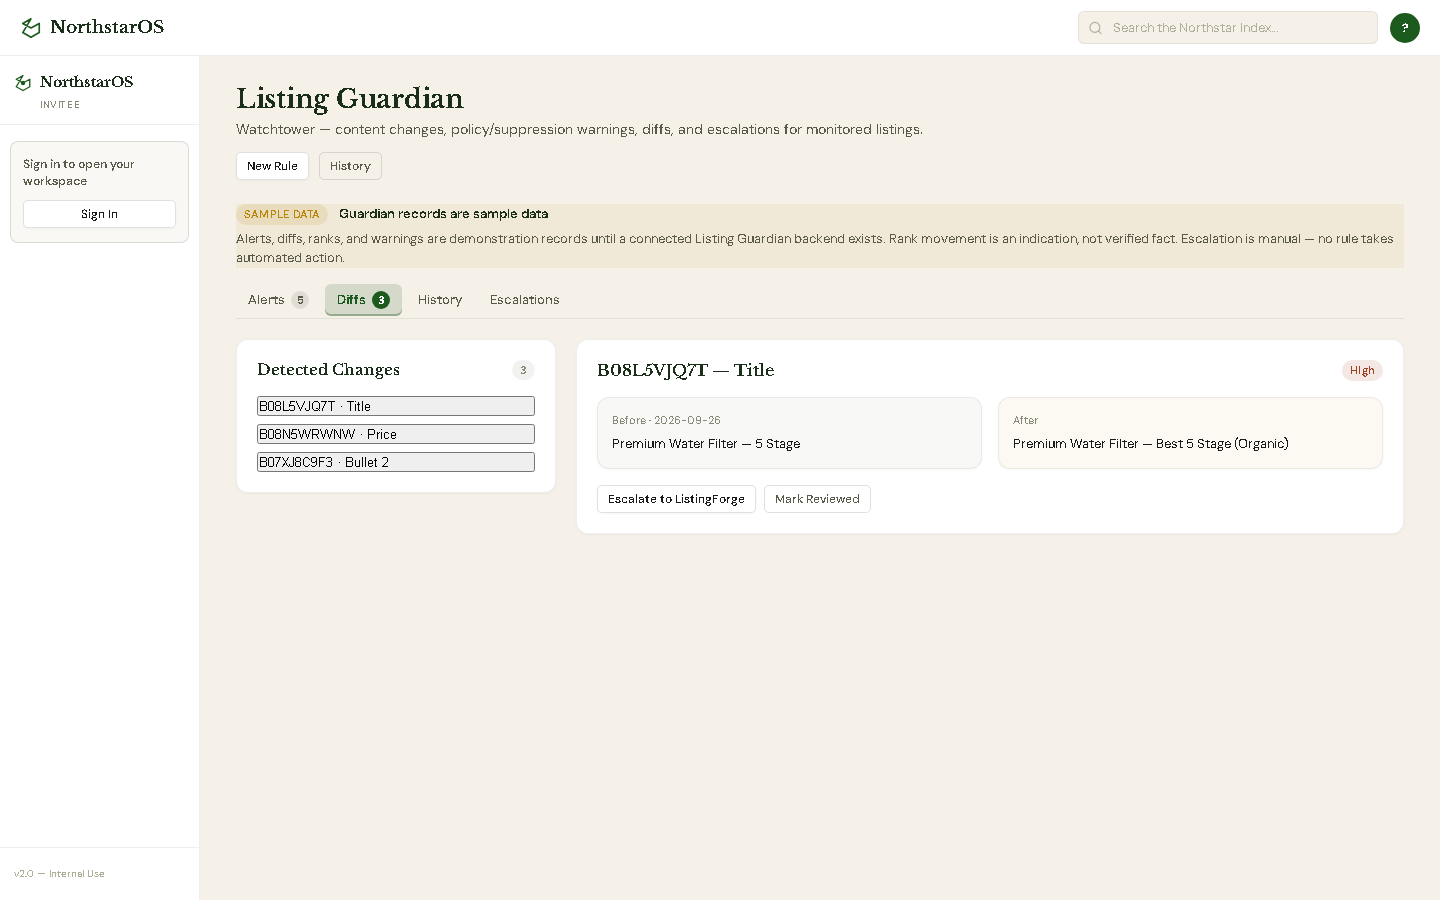 NorthstarOS
Search the Northstar Index...
?
NorthstarOS
INVITEE
Sign in to open your
workspace
Sign In
v2.0 — Internal Use
Listing Guardian
Watchtower — content changes, policy/suppression warnings, diffs, and escalations for monitored listings.
New Rule
History
SAMPLE DATA Guardian records are sample data
Alerts, diffs, ranks, and warnings are demonstration records until a connected Listing Guardian backend exists. Rank movement is an indication, not verified fact. Escalation is manual — no rule takes
automated action.
Alerts 5
Diffs 3
History
Escalations
Detected Changes 3
B08L5VJQ7T · Title
B08N5WRWNW · Price
B07XJ8C9F3 · Bullet 2
B08L5VJQ7T — Title
High
Before · 2026-09-26
Premium Water Filter — 5 Stage
After
Premium Water Filter — Best 5 Stage (Organic)
Escalate to ListingForge
Mark Reviewed